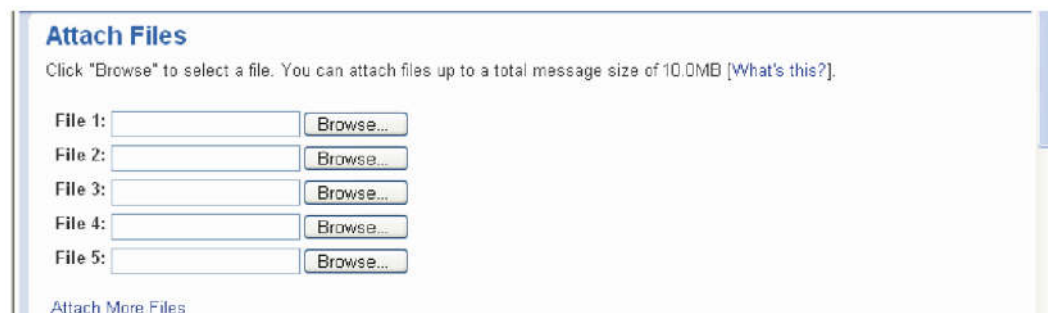 Attach Files
Click "Browse" to select a file. You can attach files up to a total message size of 10.0MB [What's this?].
File 1: Browse...
File 2: Browse...
File 3: Browse...
File 4: Browse...
File 5: Browse...
Attach More Files